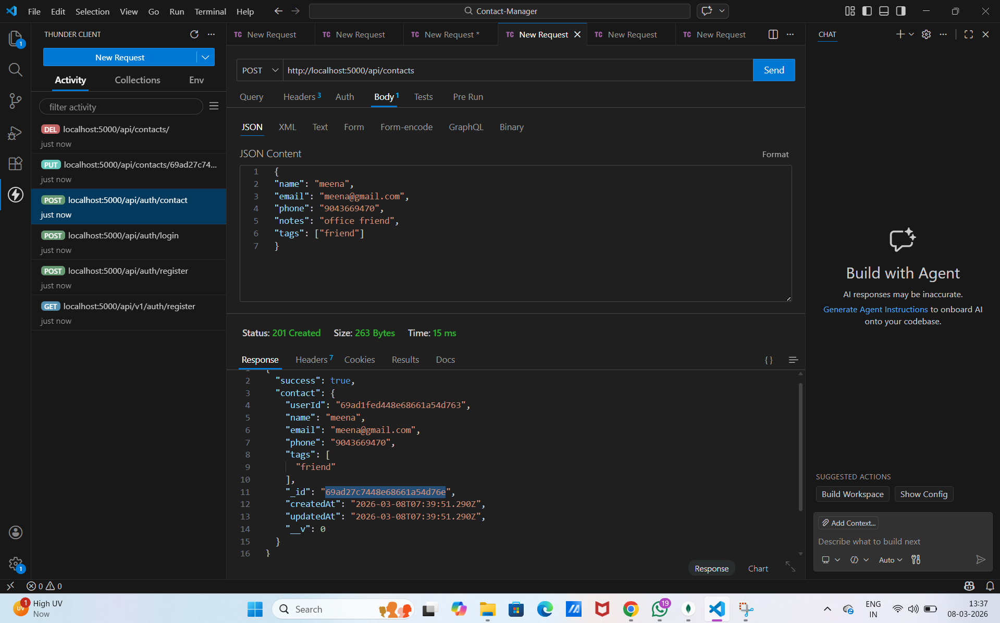 File Edit Selection View Go Run Terminal Help
Contact-Manager
THUNDER CLIENT
New Request
Activity Collections Env
filter activity
DEL localhost:5000/api/contacts/
just now
PUT localhost:5000/api/contacts/69ad27c74...
just now
POST localhost:5000/api/auth/contact
just now
POST localhost:5000/api/auth/login
just now
POST localhost:5000/api/auth/register
just now
GET localhost:5000/api/v1/auth/register
just now
TC New Request TC New Request TC New Request * TC New Request TC New Request TC New Request
POST http://localhost:5000/api/contacts Send
Query Headers 3 Auth Body 1 Tests Pre Run
JSON XML Text Form Form-encode GraphQL Binary
JSON Content Format
1 {
2 "name": "meena",
3 "email": "meena@gmail.com",
4 "phone": "9043669470",
5 "notes": "office friend",
6 "tags": ["friend"]
7 }
Status: 201 Created Size: 263 Bytes Time: 15 ms
Response Headers 7 Cookies Results Docs
{ }
1 {
2 "success": true,
3 "contact": {
4 "userId": "69ad1fed448e68661a54d763",
5 "name": "meena",
6 "email": "meena@gmail.com",
7 "phone": "9043669470",
8 "tags": [
9 "friend"
10 ],
11 "_id": "69ad27c7448e68661a54d76e",
12 "createdAt": "2026-03-08T07:39:51.290Z",
13 "updatedAt": "2026-03-08T07:39:51.290Z",
14 "__v": 0
15 }
16 }
Response Chart
CHAT
Build with Agent
AI responses may be inaccurate.
Generate Agent Instructions to onboard AI
onto your codebase.
SUGGESTED ACTIONS
Build Workspace Show Config
Add Context...
Describe what to build next
Auto
1
1
0 0
UV 1
High UV
Now
Search
19
ENG
IN
13:37
08-03-2026